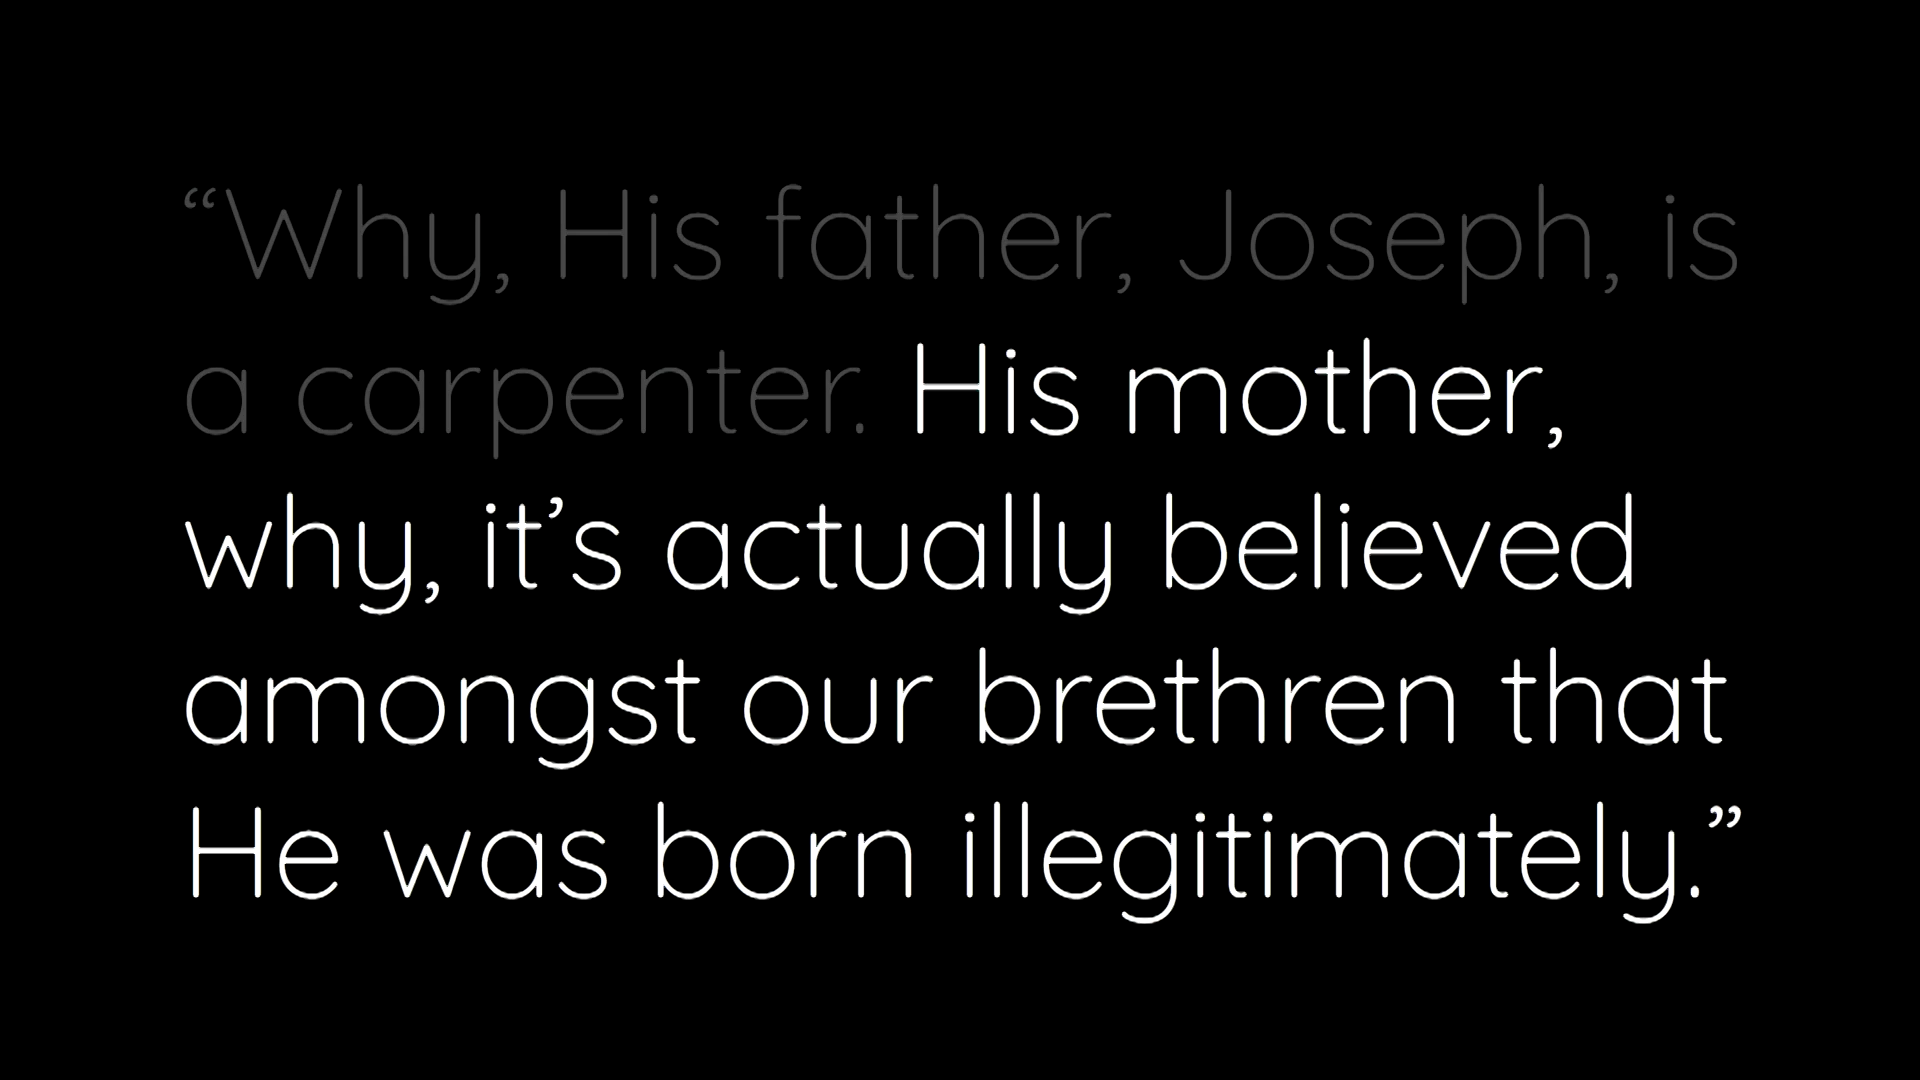 “Why, His father, Joseph, is
a carpenter. His mother,
why, it’s actually believed
amongst our brethren that
He was born illegitimately.”